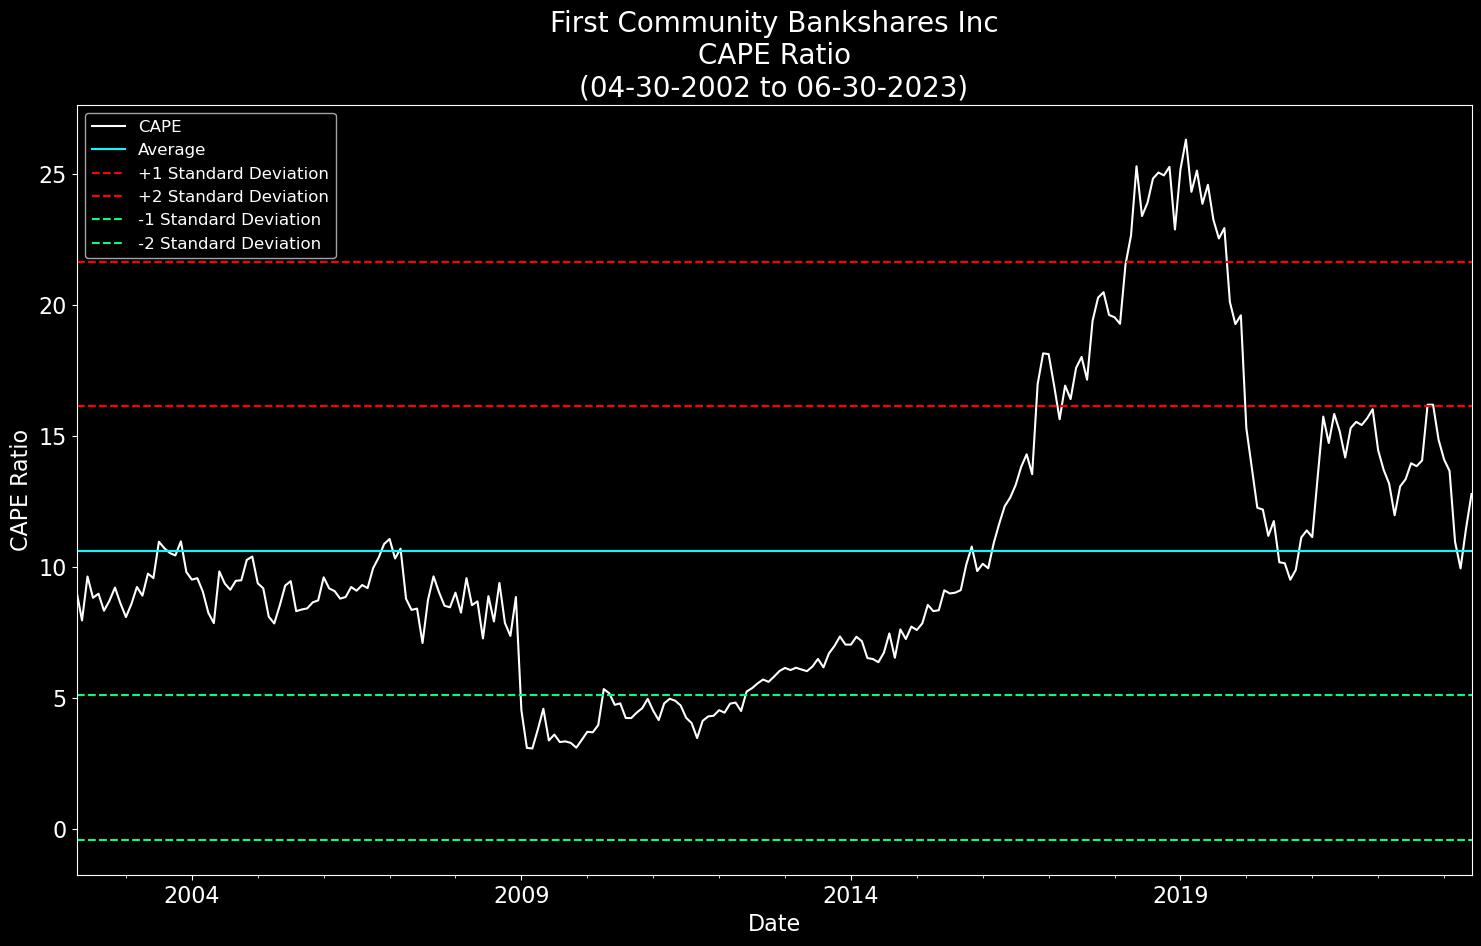 First Community Bankshares Inc
CAPE Ratio
(04-30-2002 to 06-30-2023)
CAPE
Average
+1 Standard Deviation
+2 Standard Deviation
-1 Standard Deviation
-2 Standard Deviation
25
20
15
10
5
0
CAPE Ratio
2004
2009
2014
2019
Date